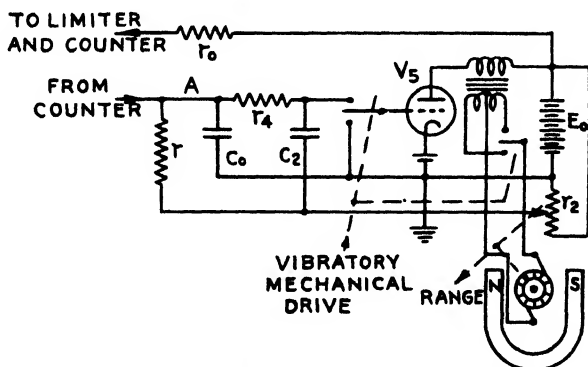 TO LIMITER
AND COUNTER
r₀
FROM
COUNTER
A
r₄
V₅
E₀
r
C₀
C₂
r₂
VIBRATORY
MECHANICAL
DRIVE
RANGE
N
S